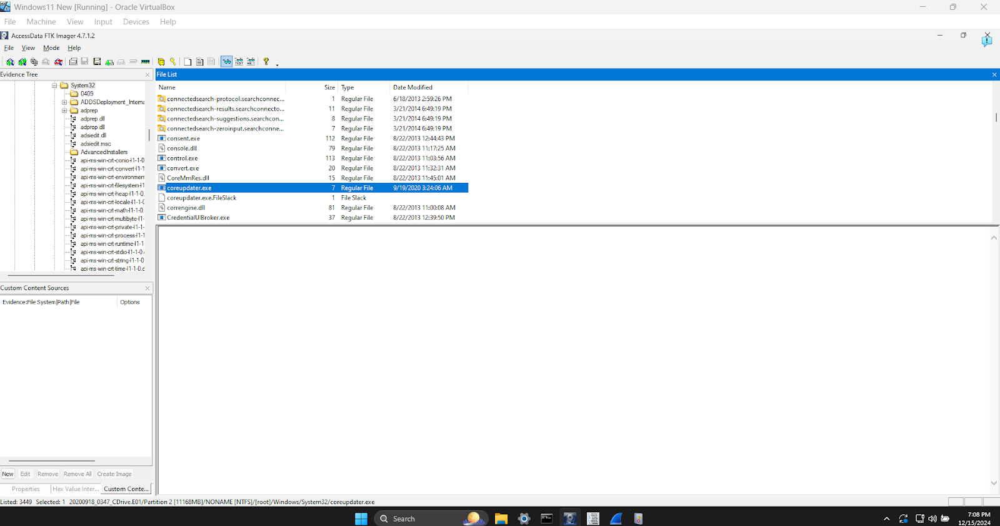 Windows11 New [Running] - Oracle VirtualBox
File Machine View Input Devices Help
AccessData FTK Imager 4.7.1.2
File View Mode Help
Evidence Tree
System32
0409
ADDSDeployment_Interna
adprep
adprep.dll
adprop.dll
adsiedit.dll
adsiedit.msc
AdvancedInstallers
api-ms-win-crt-conio-l1-1-0
api-ms-win-crt-convert-l1-1
api-ms-win-crt-environmen
api-ms-win-crt-filesystem-l1
api-ms-win-crt-heap-l1-1-0.
api-ms-win-crt-locale-l1-1-0
api-ms-win-crt-math-l1-1-0.
api-ms-win-crt-multibyte-l1-
api-ms-win-crt-private-l1-1-
api-ms-win-crt-process-l1-1
api-ms-win-crt-runtime-l1-1
api-ms-win-crt-stdio-l1-1-0.
api-ms-win-crt-string-l1-1-0
api-ms-win-crt-time-l1-1-0.c
Custom Content Sources
Evidence:File System|Path|File Options
New Edit Remove Remove All Create Image
Properties Hex Value Inter... Custom Conte...
File List
Name Size Type Date Modified
connectedsearch-protocol.searchconnec... 1 Regular File 6/18/2013 2:59:26 PM
connectedsearch-results.searchconnecto... 11 Regular File 3/21/2014 6:49:19 PM
connectedsearch-suggestions.searchcon... 8 Regular File 3/21/2014 6:49:19 PM
connectedsearch-zeroinput.searchconne... 7 Regular File 3/21/2014 6:49:19 PM
consent.exe 112 Regular File 8/22/2013 12:44:43 PM
console.dll 79 Regular File 8/22/2013 11:17:25 AM
control.exe 113 Regular File 8/22/2013 11:03:56 AM
convert.exe 20 Regular File 8/22/2013 11:32:31 AM
CoreMmRes.dll 15 Regular File 8/22/2013 11:45:01 AM
coreupdater.exe 7 Regular File 9/19/2020 3:24:06 AM
coreupdater.exe.FileSlack 1 File Slack
correngine.dll 81 Regular File 8/22/2013 11:00:08 AM
CredentialUIBroker.exe 37 Regular File 8/22/2013 12:39:50 PM
Listed: 3449 Selected: 1 20200918_0347_CDrive.E01/Partition 2 [11168MB]/NONAME [NTFS]/[root]/Windows/System32/coreupdater.exe
Search
7:08 PM
12/15/2024